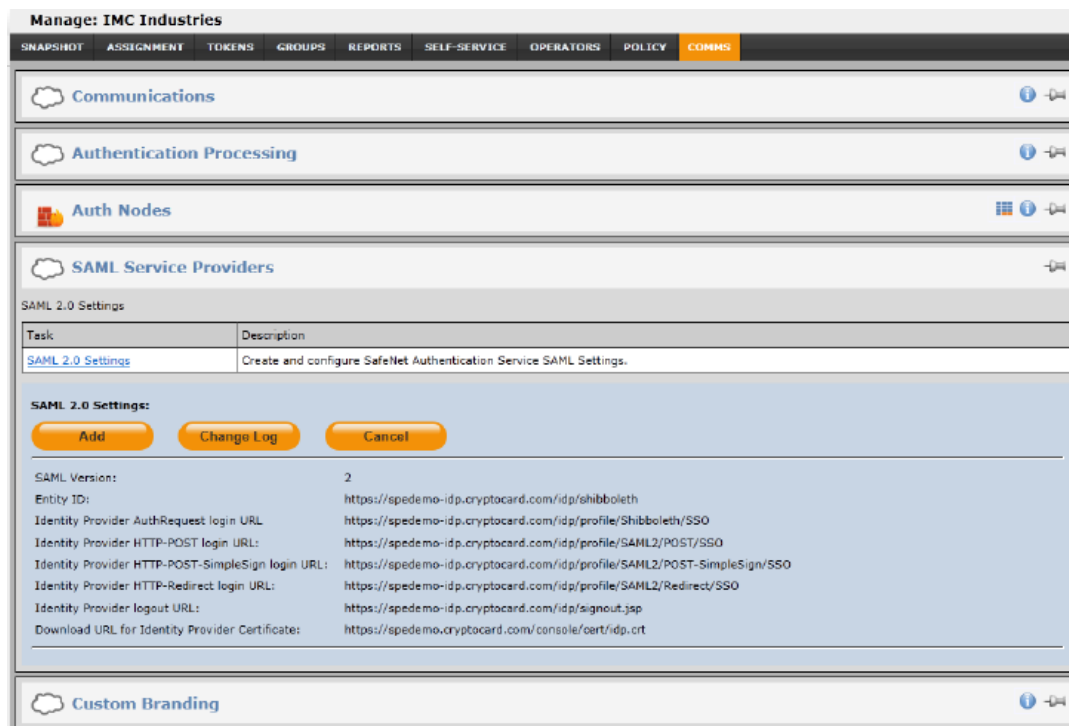 Manage: IMC Industries
SNAPSHOT ASSIGNMENT TOKENS GROUPS REPORTS SELF-SERVICE OPERATORS POLICY COMMS
Communications
Authentication Processing
Auth Nodes
SAML Service Providers
SAML 2.0 Settings
Task Description
SAML 2.0 Settings Create and configure SafeNet Authentication Service SAML Settings.
SAML 2.0 Settings:
Add Change Log Cancel
SAML Version: 2
Entity ID: https://spedemo-idp.cryptocard.com/idp/shibboleth
Identity Provider AuthRequest login URL https://spedemo-idp.cryptocard.com/idp/profile/Shibboleth/SSO
Identity Provider HTTP-POST login URL: https://spedemo-idp.cryptocard.com/idp/profile/SAML2/POST/SSO
Identity Provider HTTP-POST-SimpleSign login URL: https://spedemo-idp.cryptocard.com/idp/profile/SAML2/POST-SimpleSign/SSO
Identity Provider HTTP-Redirect login URL: https://spedemo-idp.cryptocard.com/idp/profile/SAML2/Redirect/SSO
Identity Provider logout URL: https://spedemo-idp.cryptocard.com/idp/signout.jsp
Download URL for Identity Provider Certificate: https://spedemo.cryptocard.com/console/cert/idp.crt
Custom Branding